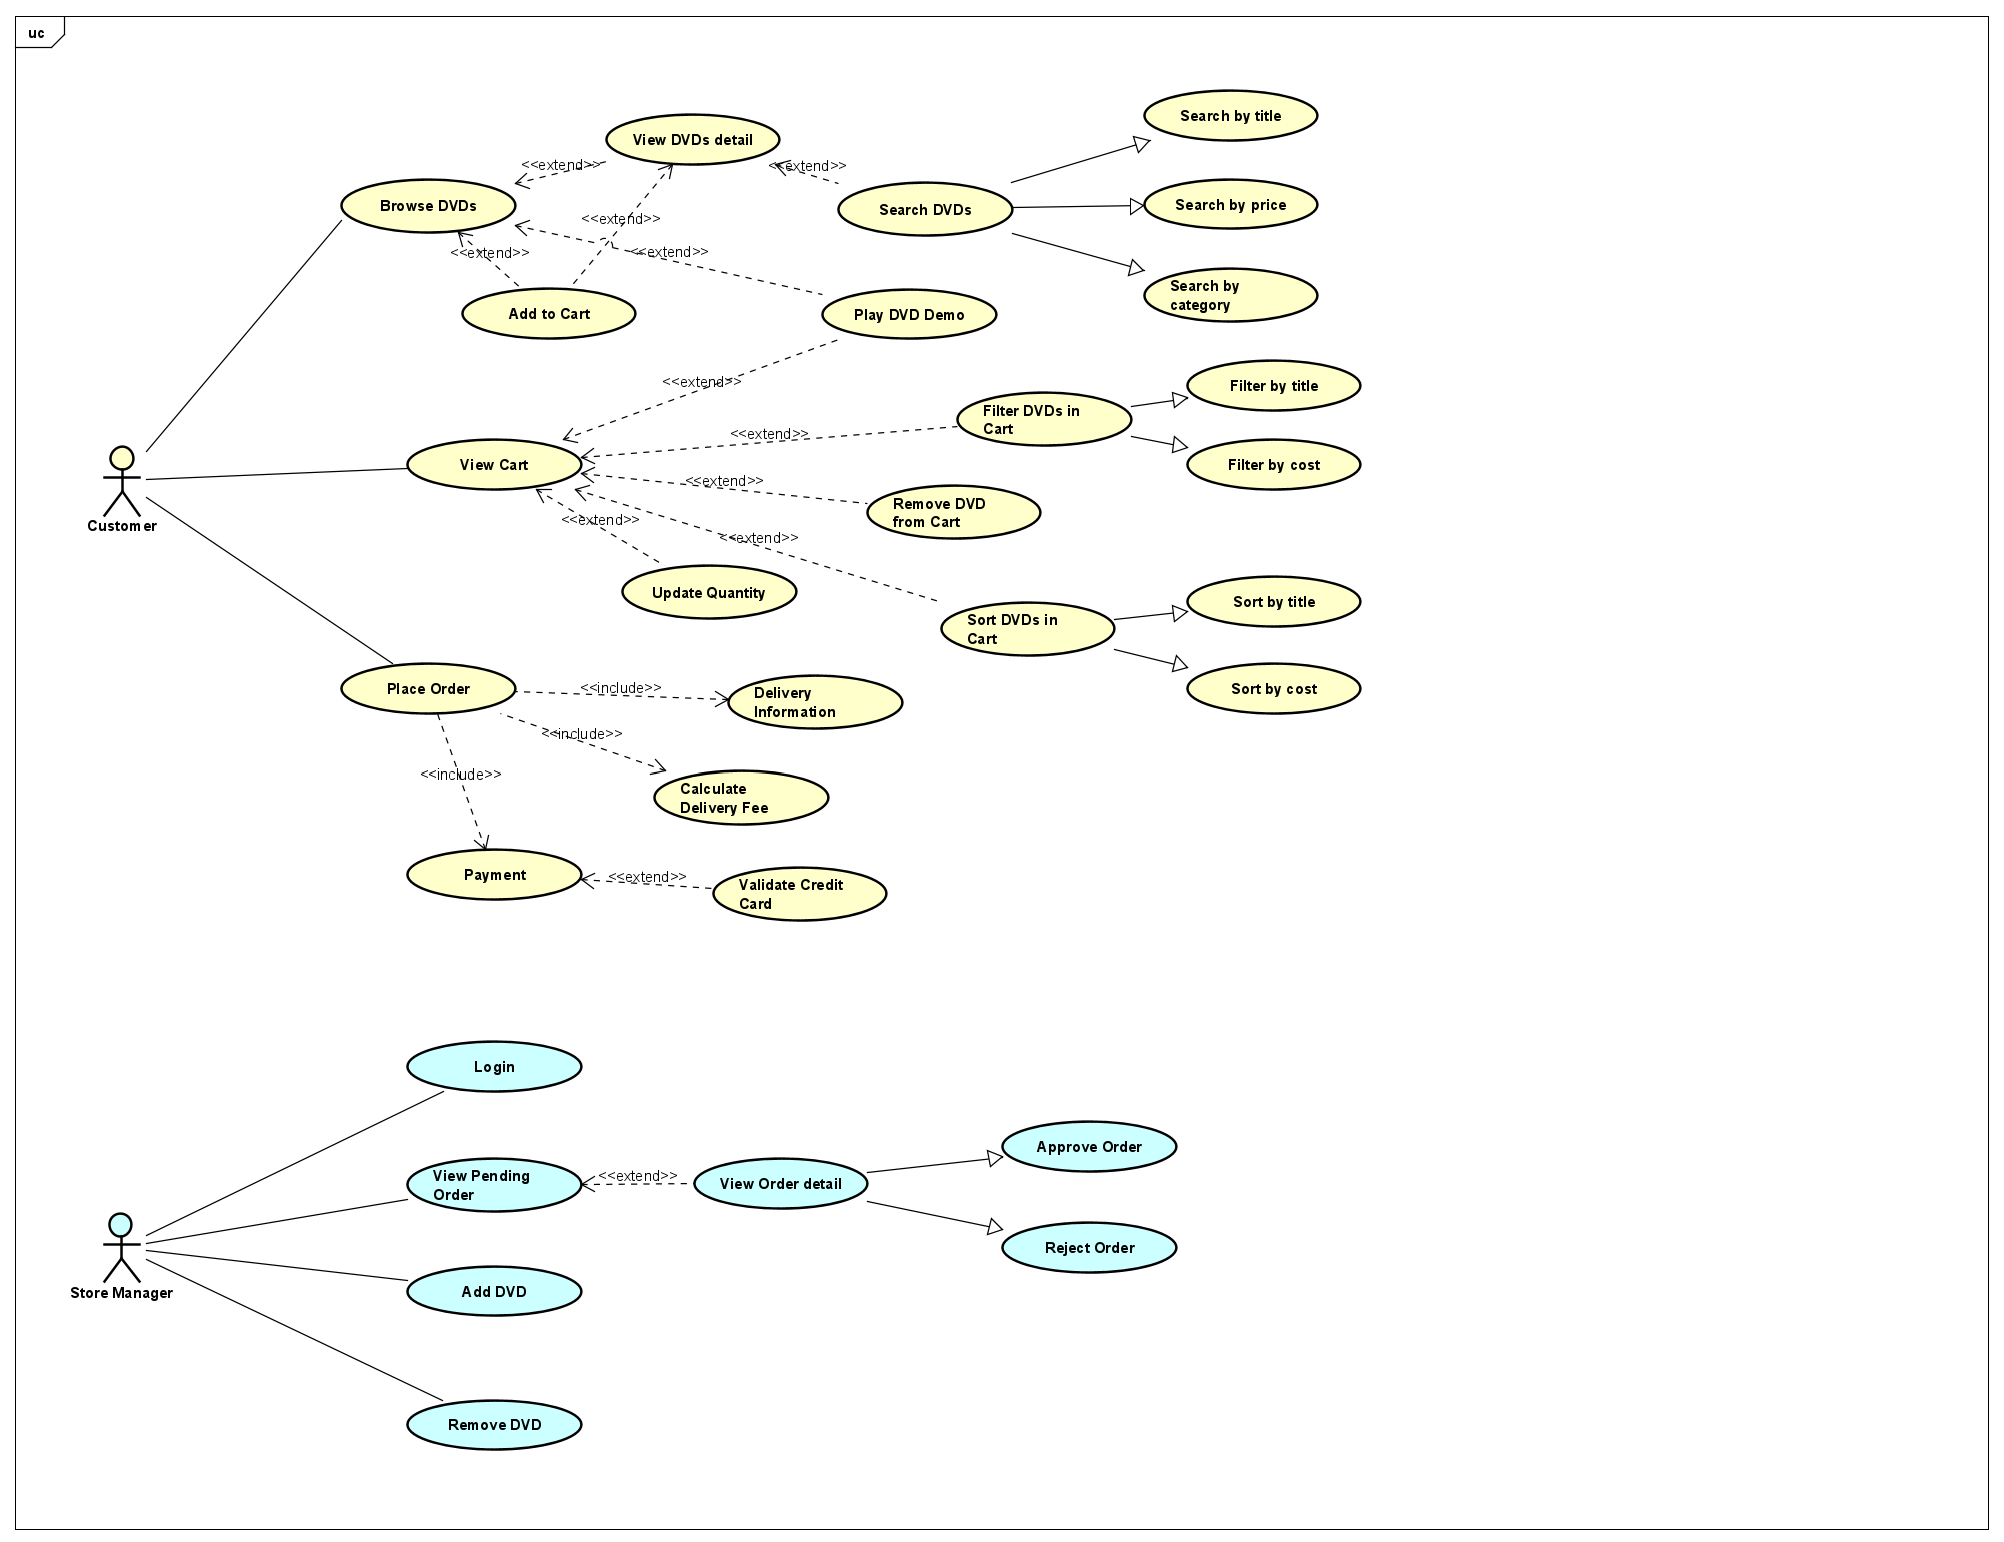 uc
Search by title
View DVDs detail
<<extend>>
<<extend>>
Browse DVDs
Search DVDs
Search by price
<<extend>>
<<extend>>
<<extend>>
Search by
category
Add to Cart
Play DVD Demo
<<extend>>
Filter by title
Filter DVDs in
Cart
<<extend>>
View Cart
Filter by cost
<<extend>>
Remove DVD
from Cart
<<extend>>
Customer
<<extend>>
Update Quantity
Sort by title
Sort DVDs in
Cart
Place Order
<<include>>
Delivery
Information
Sort by cost
<<include>>
<<include>>
Calculate
Delivery Fee
Payment
<<extend>>
Validate Credit
Card
Login
Approve Order
View Pending
Order
<<extend>>
View Order detail
Reject Order
Store Manager
Add DVD
Remove DVD